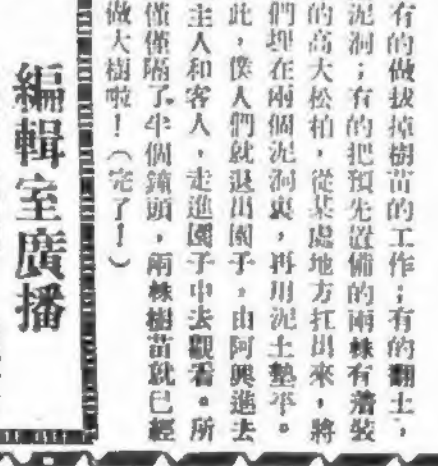 有的做拔掉樹苗的工作；有的翻土，
泥洞；有的把預先置備的兩株有潛裝
的高大松柏，從某處地方扛出來，將
們埋在兩個泥洞裏，再用泥土墊平。
此，僕人們就退出園子，由阿興進去
主人和客人，走進園子中去觀看。所
僅僅隔了半個鐘頭，兩株樹苗就已經
做大樹啦！（完了！）
編輯室廣播